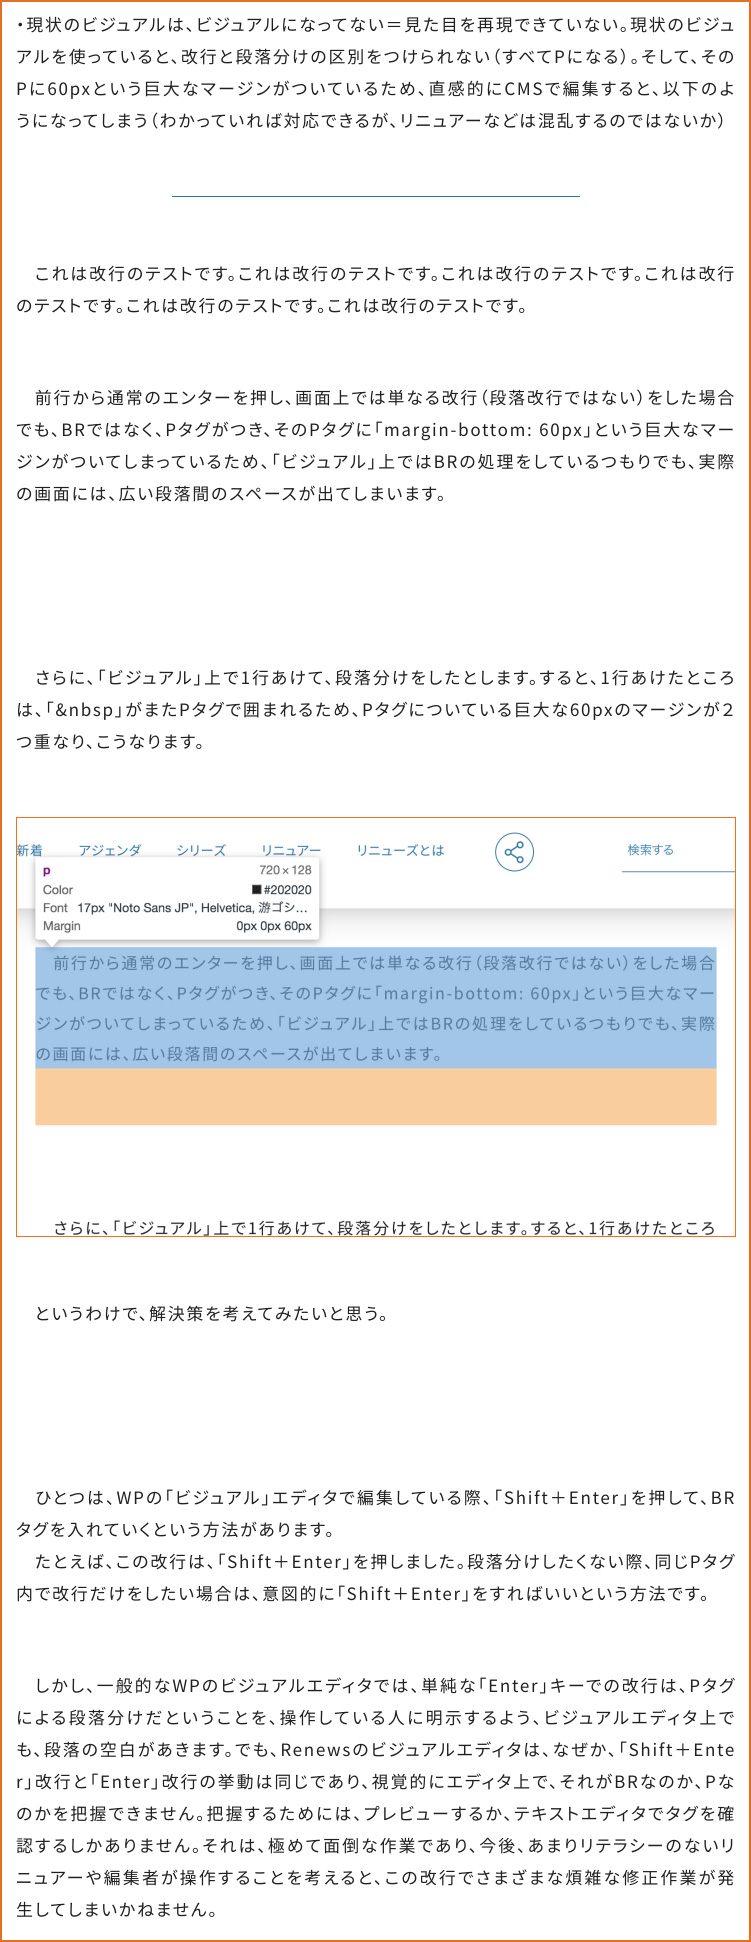 ・現状のビジュアルは、ビジュアルになってない＝見た目を再現できていない。現状のビジュ
アルを使っていると、改行と段落分けの区別をつけられない（すべてPになる）。そして、その
Pに60pxという巨大なマージンがついているため、直感的にCMSで編集すると、以下のよ
うになってしまう（わかっていれば対応できるが、リニュアーなどは混乱するのではないか）
　これは改行のテストです。これは改行のテストです。これは改行のテストです。これは改行
のテストです。これは改行のテストです。これは改行のテストです。
　前行から通常のエンターを押し、画面上では単なる改行（段落改行ではない）をした場合
でも、BRではなく、Pタグがつき、そのPタグに「margin-bottom: 60px」という巨大なマー
ジンがついてしまっているため、「ビジュアル」上ではBRの処理をしているつもりでも、実際
の画面には、広い段落間のスペースが出てしまいます。
　さらに、「ビジュアル」上で1行あけて、段落分けをしたとします。すると、1行あけたところ
は、「&nbsp」がまたPタグで囲まれるため、Pタグについている巨大な60pxのマージンが２
つ重なり、こうなります。
新着 アジェンダ シリーズ リニュアー リニューズとは 検索する
p 720×128
Color #202020
Font 17px "Noto Sans JP", Helvetica, 游ゴシ…
Margin 0px 0px 60px
　前行から通常のエンターを押し、画面上では単なる改行（段落改行ではない）をした場合
でも、BRではなく、Pタグがつき、そのPタグに「margin-bottom: 60px」という巨大なマー
ジンがついてしまっているため、「ビジュアル」上ではBRの処理をしているつもりでも、実際
の画面には、広い段落間のスペースが出てしまいます。
　さらに、「ビジュアル」上で1行あけて、段落分けをしたとします。すると、1行あけたところ
　というわけで、解決策を考えてみたいと思う。
　ひとつは、WPの「ビジュアル」エディタで編集している際、「Shift＋Enter」を押して、BR
タグを入れていくという方法があります。
　たとえば、この改行は、「Shift＋Enter」を押しました。段落分けしたくない際、同じPタグ
内で改行だけをしたい場合は、意図的に「Shift＋Enter」をすればいいという方法です。
　しかし、一般的なWPのビジュアルエディタでは、単純な「Enter」キーでの改行は、Pタグ
による段落分けだということを、操作している人に明示するよう、ビジュアルエディタ上で
も、段落の空白があきます。でも、Renewsのビジュアルエディタは、なぜか、「Shift＋Ente
r」改行と「Enter」改行の挙動は同じであり、視覚的にエディタ上で、それがBRなのか、Pな
のかを把握できません。把握するためには、プレビューするか、テキストエディタでタグを確
認するしかありません。それは、極めて面倒な作業であり、今後、あまりリテラシーのないリ
ニュアーや編集者が操作することを考えると、この改行でさまざまな煩雑な修正作業が発
生してしまいかねません。